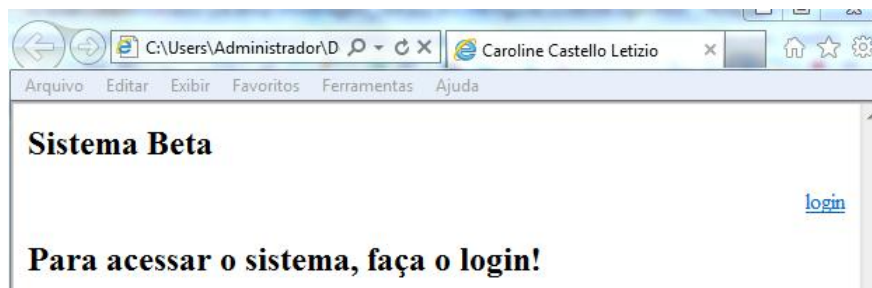 C:\Users\Administrador\D
Caroline Castello Letizio
Arquivo Editar Exibir Favoritos Ferramentas Ajuda
Sistema Beta
login
Para acessar o sistema, faça o login!